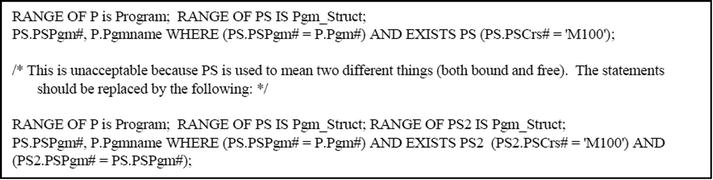 RANGE OF P is Program;  RANGE OF PS IS Pgm_Struct;
PS.PSPgm#, P.Pgmname WHERE (PS.PSPgm# = P.Pgm#) AND EXISTS PS (PS.PSCrs# = 'M100');
/* This is unacceptable because PS is used to mean two different things (both bound and free).  The statements
should be replaced by the following: */
RANGE OF P is Program;  RANGE OF PS IS Pgm_Struct; RANGE OF PS2 IS Pgm_Struct;
PS.PSPgm#, P.Pgmname WHERE (PS.PSPgm# = P.Pgm#) AND EXISTS PS2  (PS2.PSCrs# = 'M100') AND
(PS2.PSPgm# = PS.PSPgm#);